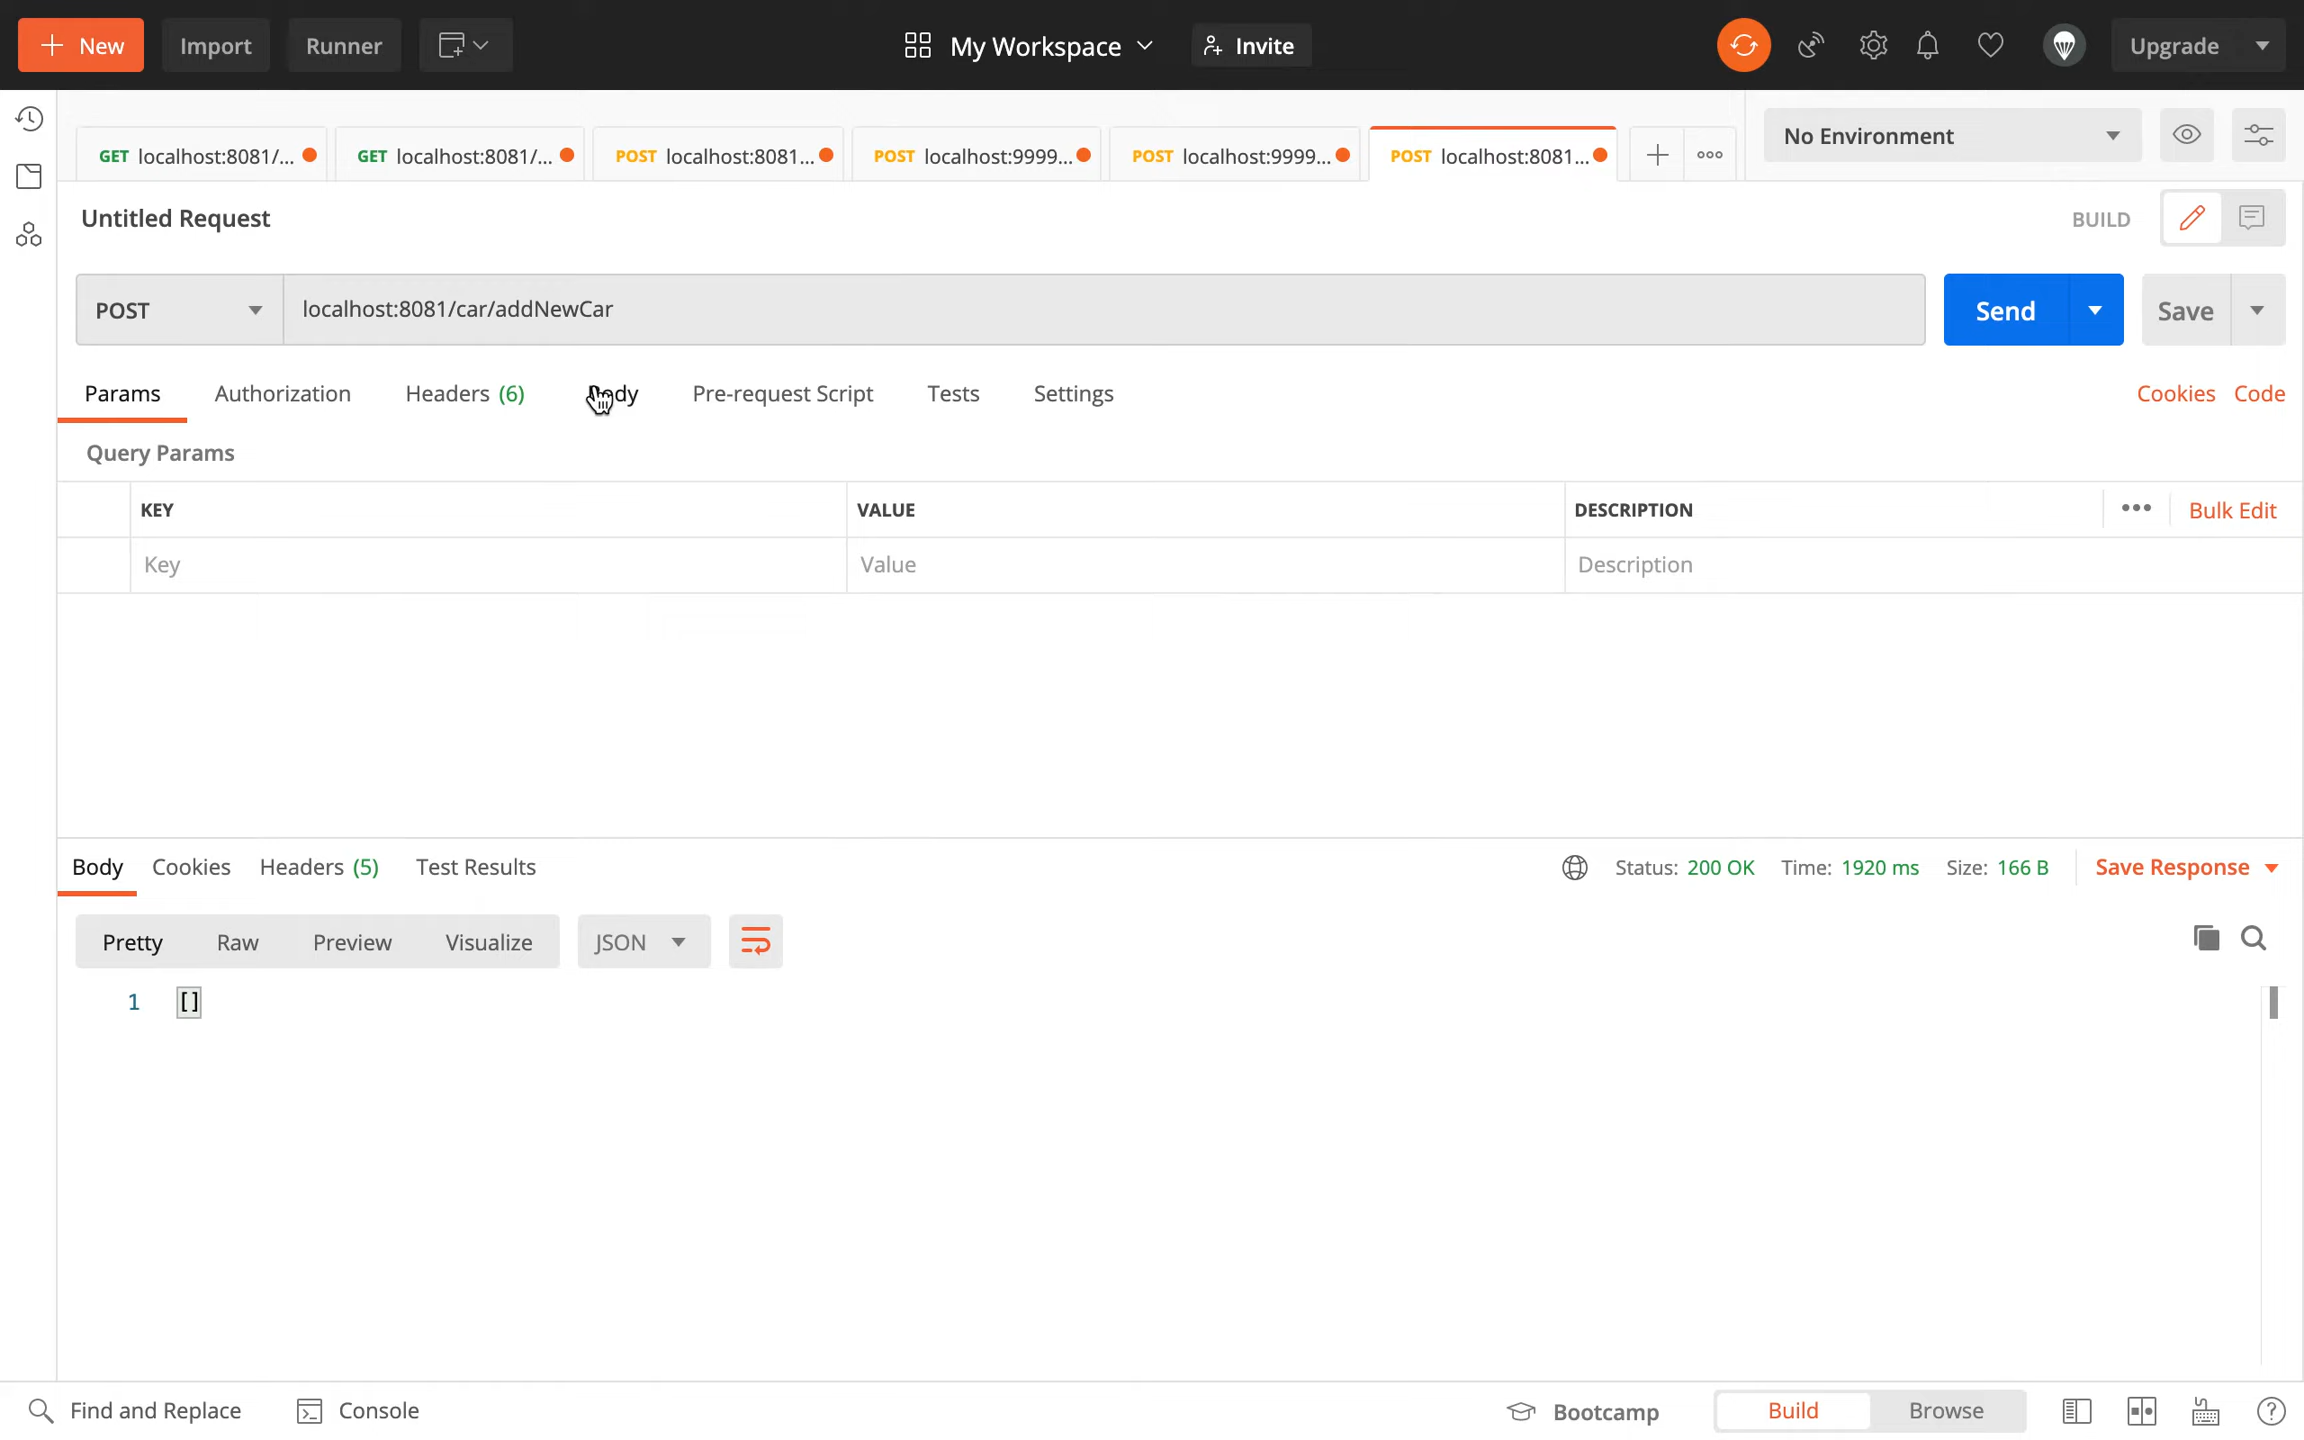 New Import Runner My Workspace Invite Upgrade
GET localhost:8081/... GET localhost:8081/... POST localhost:8081... POST localhost:9999... POST localhost:9999... POST localhost:8081... No Environment
Untitled Request BUILD
POST localhost:8081/car/addNewCar Send Save
Params Authorization Headers (6) Body Pre-request Script Tests Settings Cookies Code
Query Params
KEY VALUE DESCRIPTION Bulk Edit
Key Value Description
Body Cookies Headers (5) Test Results Status: 200 OK Time: 1920 ms Size: 166 B Save Response
Pretty Raw Preview Visualize JSON
1 []
Find and Replace Console Bootcamp Build Browse